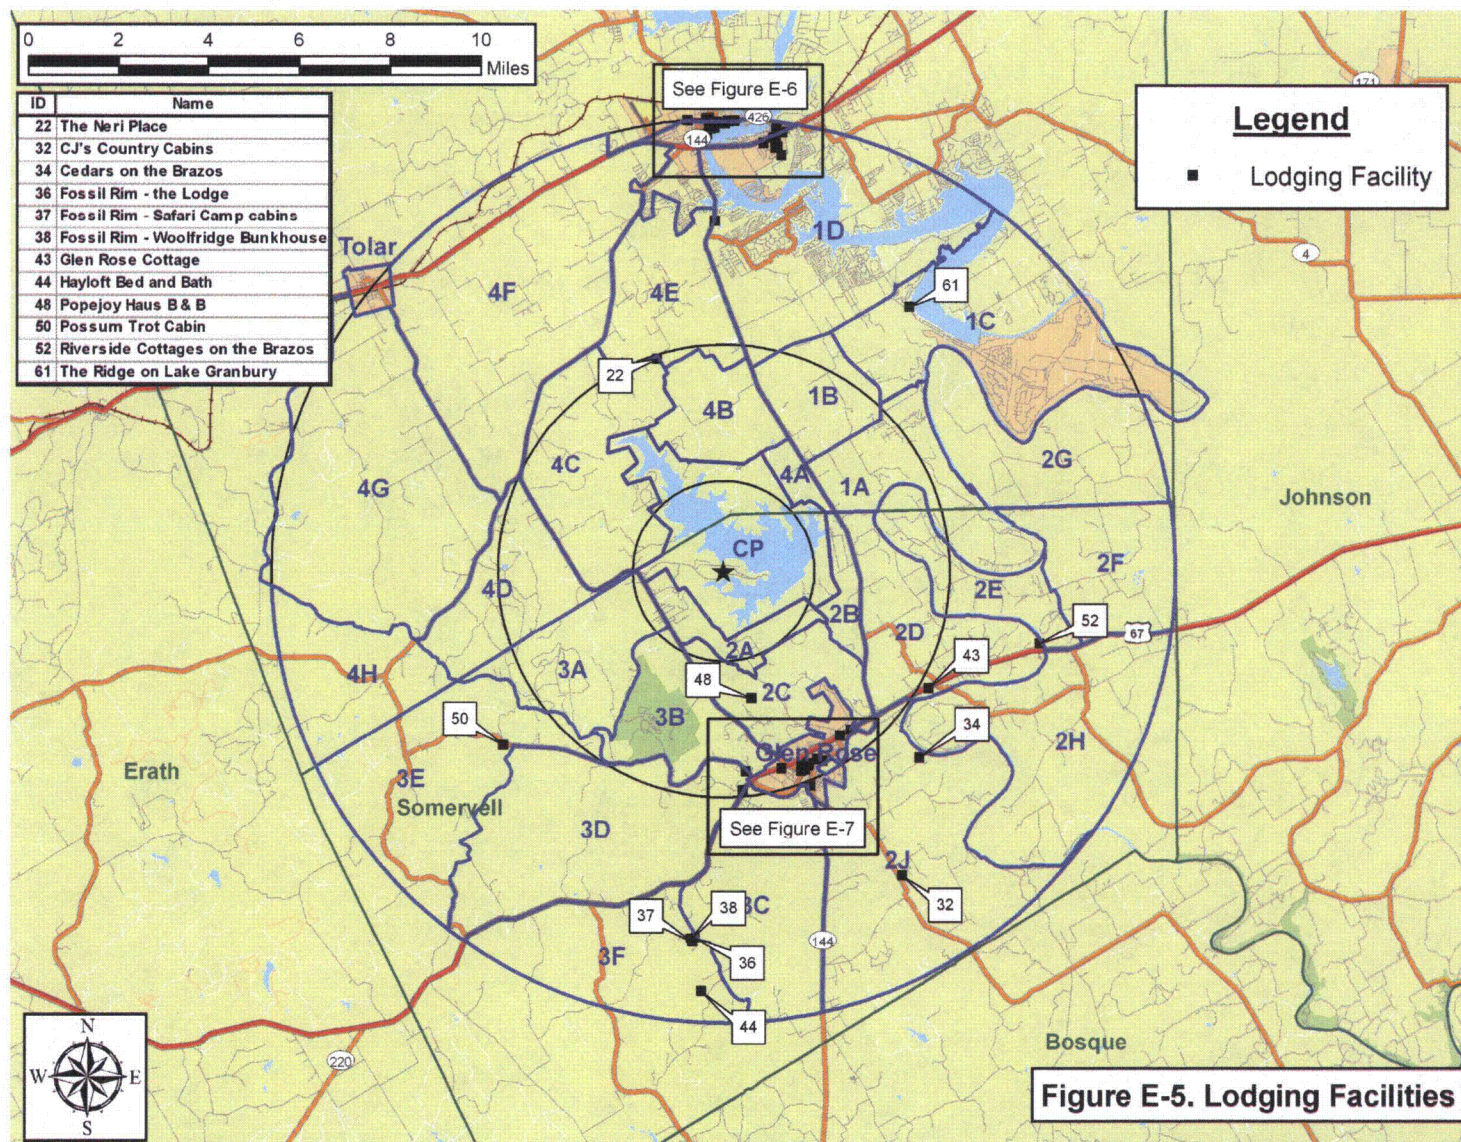 0 2 4 6 8 10
Miles
ID Name
22 The Neri Place
32 CJ's Country Cabins
34 Cedars on the Brazos
36 Fossil Rim - the Lodge
37 Fossil Rim - Safari Camp cabins
38 Fossil Rim - Woolfridge Bunkhouse
43 Glen Rose Cottage
44 Hayloft Bed and Bath
48 Popejoy Haus B & B
50 Possum Trot Cabin
52 Riverside Cottages on the Brazos
61 The Ridge on Lake Granbury
See Figure E-6
426
144
171
Legend
Lodging Facility
4
Tolar
1D
4F
4E
61
1C
22
4B
1B
4C
4A
1A
2G
4G
Johnson
CP
2F
4D
2E
2B
2D
52
67
2A
43
4H
3A
48
2C
3B
50
34
2H
Glen Rose
Erath
3E
Somervell
3D
See Figure E-7
2J
32
37
38
3C
36
3F
144
44
Bosque
220
N
W E
S
Figure E-5. Lodging Facilities